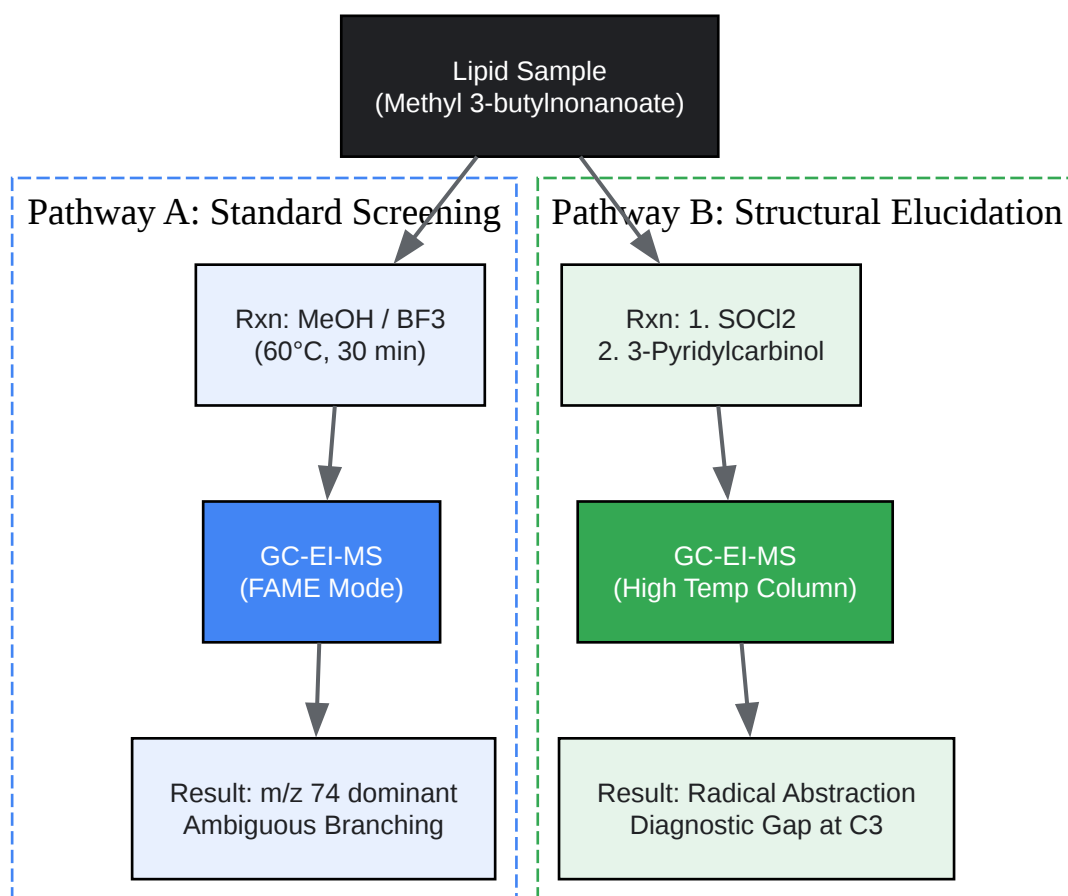 Lipid Sample
(Methyl 3-butylnonanoate)
Pathway A: Standard Screening
Rxn: MeOH / BF3
(60°C, 30 min)
GC-EI-MS
(FAME Mode)
Result: m/z 74 dominant
Ambiguous Branching
Pathway B: Structural Elucidation
Rxn: 1. SOCl2
2. 3-Pyridylcarbinol
GC-EI-MS
(High Temp Column)
Result: Radical Abstraction
Diagnostic Gap at C3